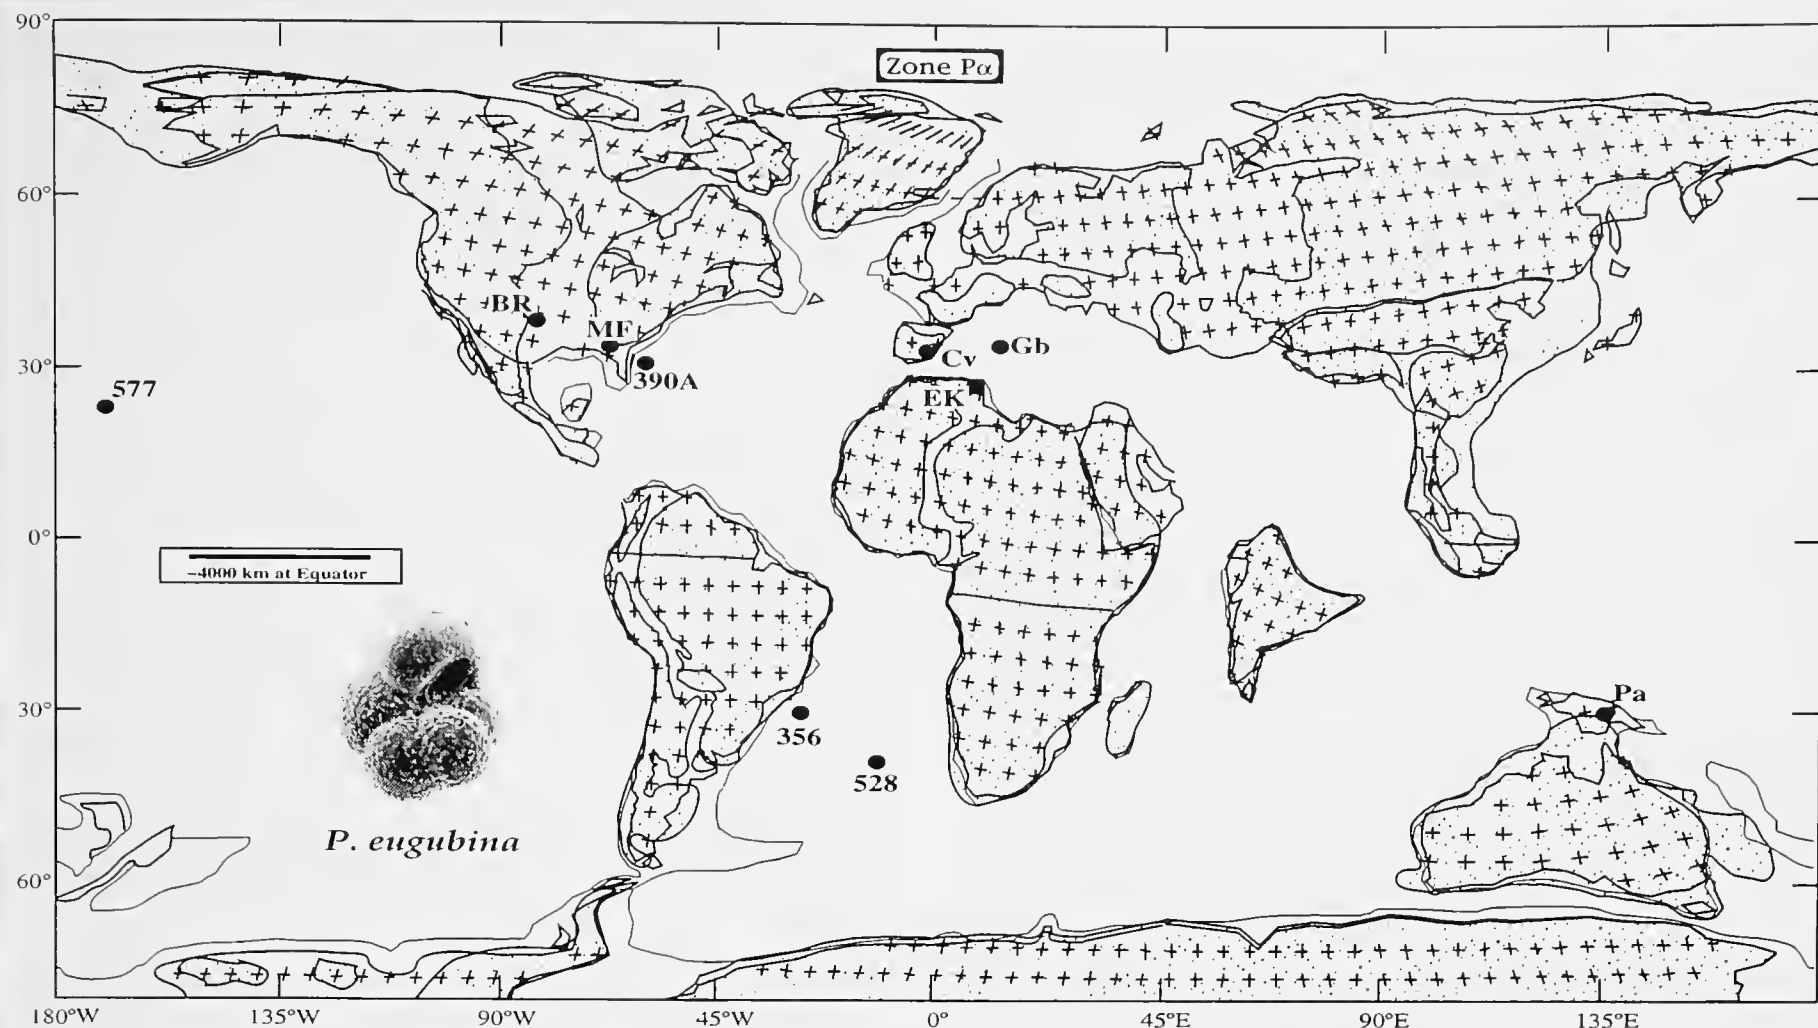 90°
Zone Pα
60°
BR
MF
Cv
Gb
30°
390A
577
EK
0°
~4000 km at Equator
Pa
30°
356
528
P. eugubina
60°
180°W 135°W 90°W 45°W 0° 45°E 90°E 135°E